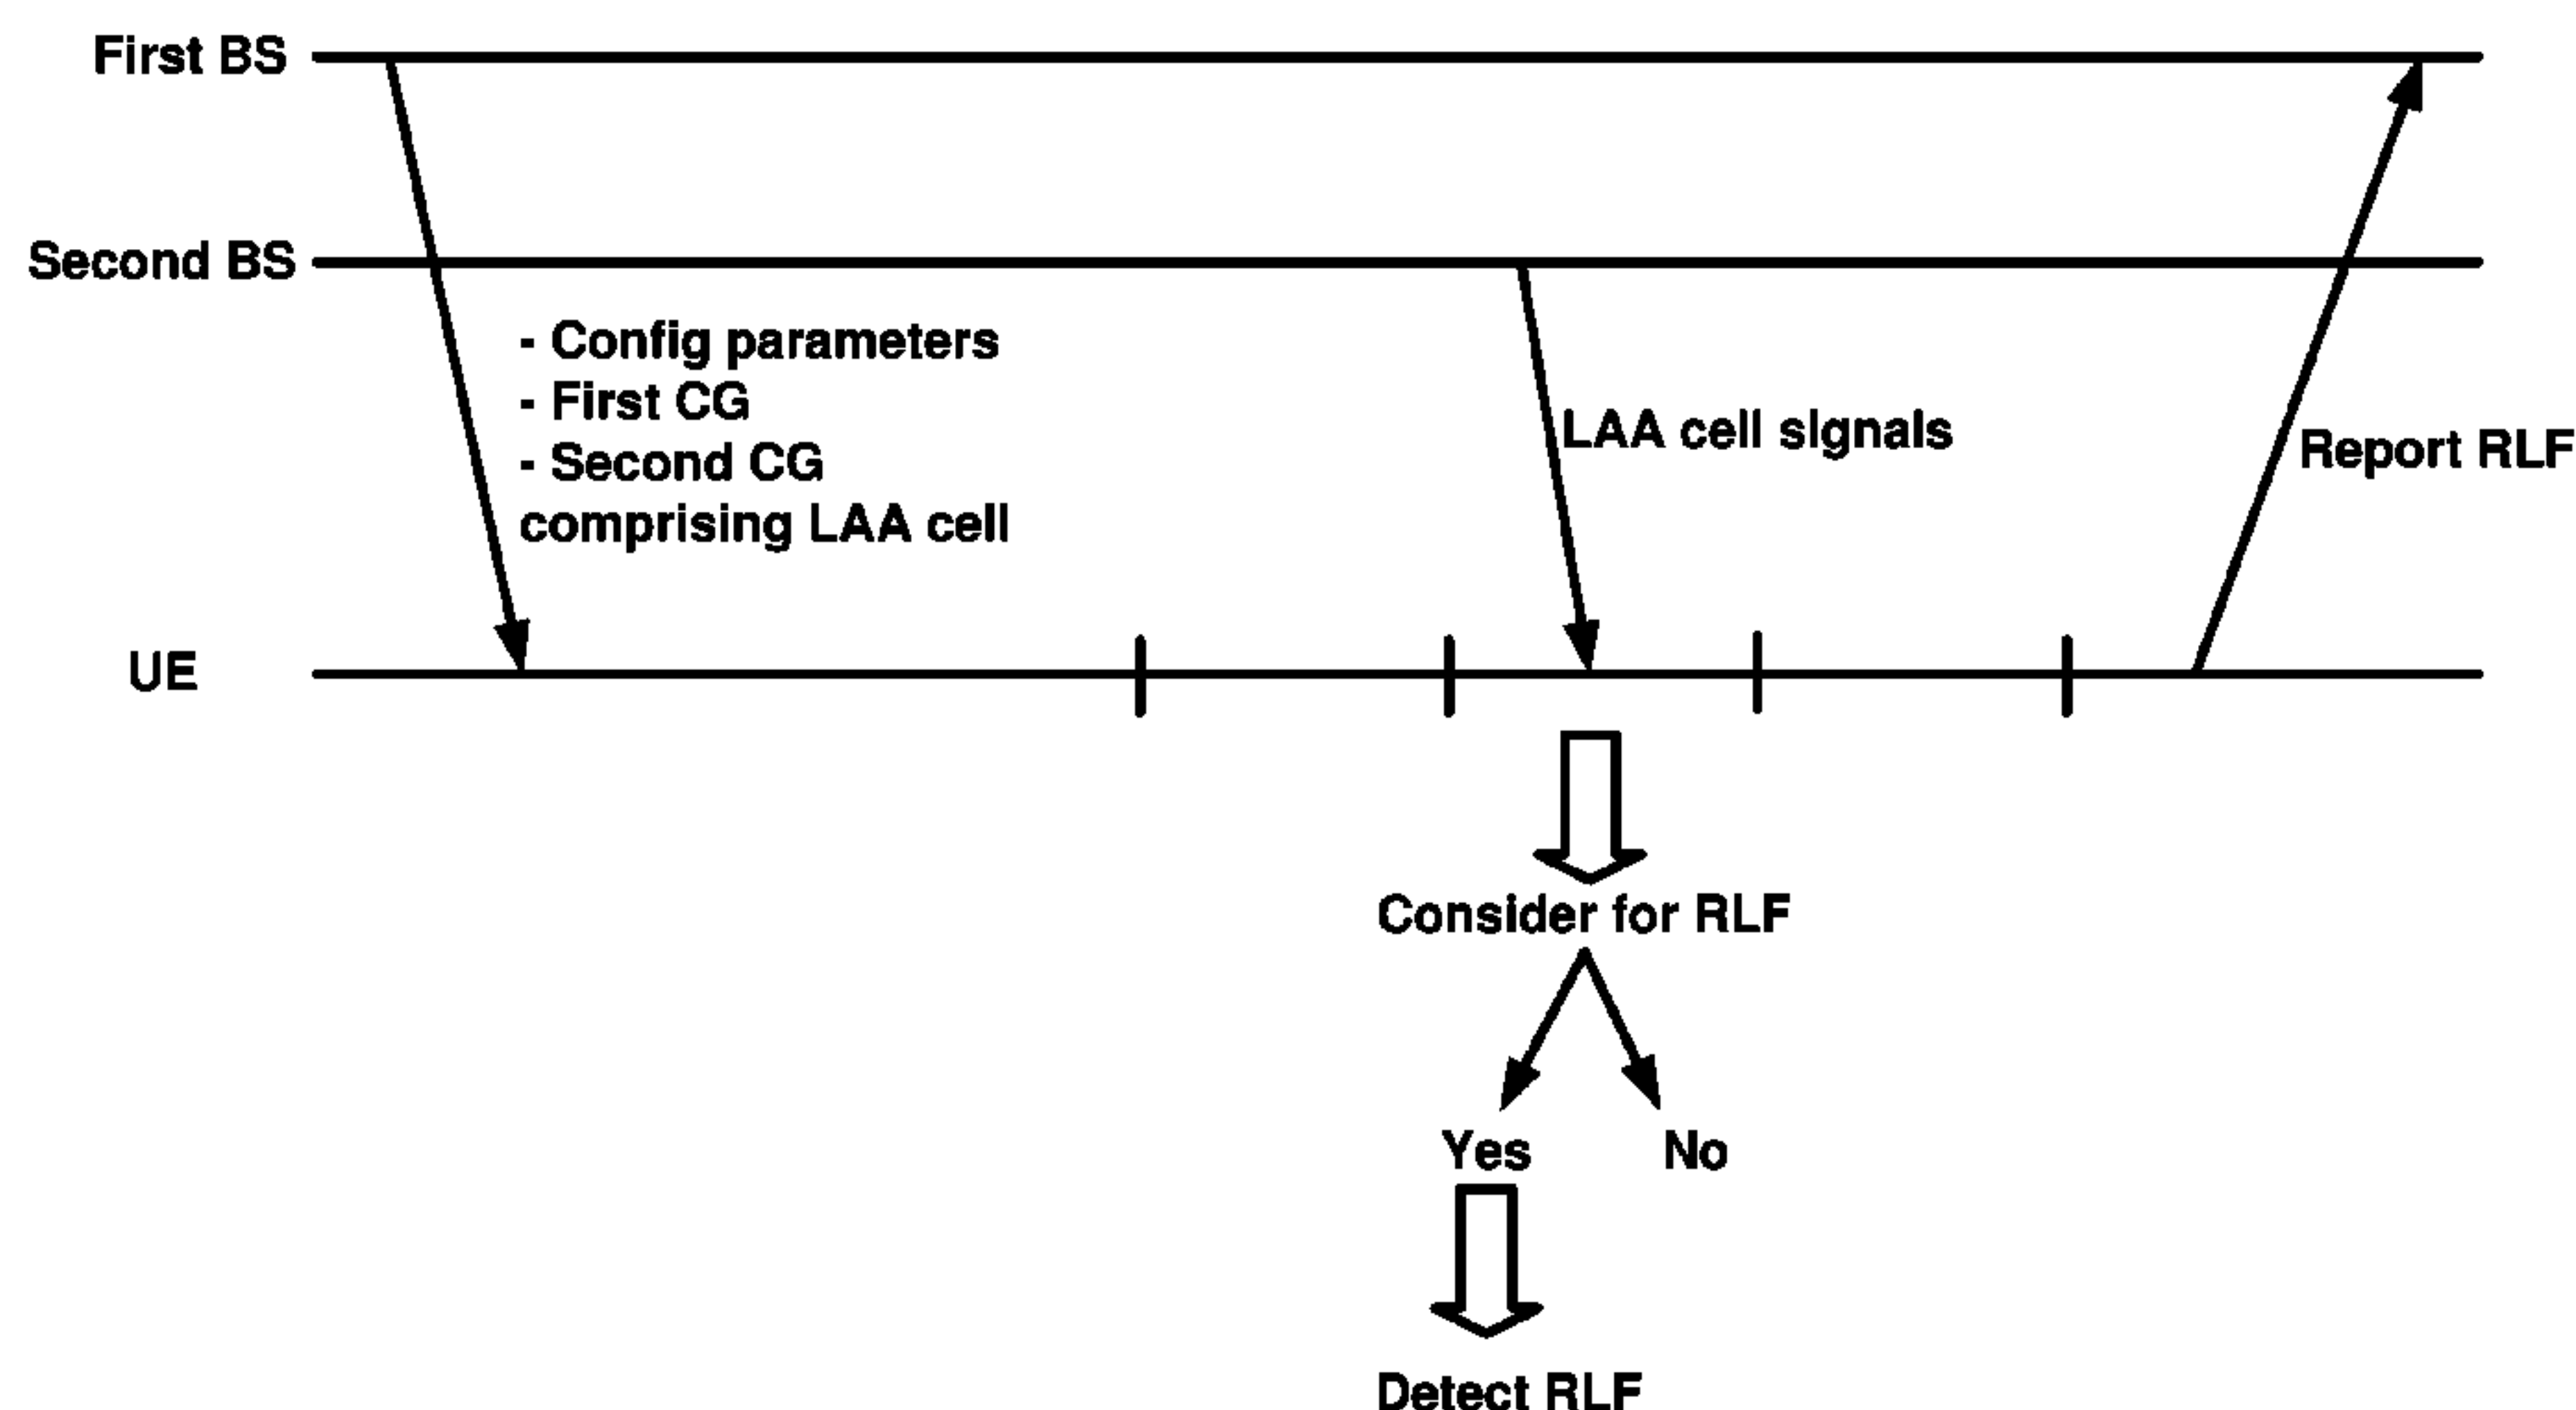 First BS
Second BS
- Config parameters
- First CG
- Second CG
comprising LAA cell
LAA cell signals
Report RLF
UE
Consider for RLF
Yes
No
Detect RLF